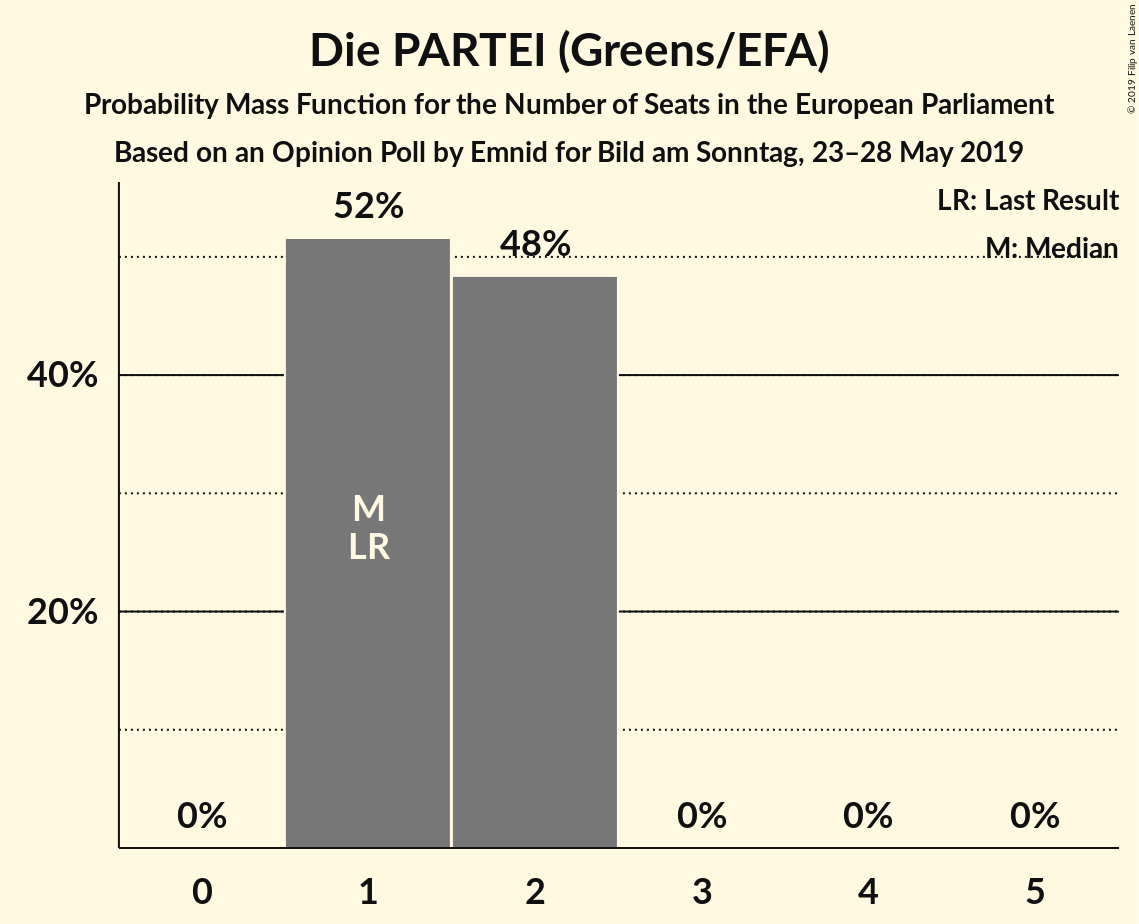 Die PARTEI (Greens/EFA)
Probability Mass Function for the Number of Seats in the European Parliament
Based on an Opinion Poll by Emnid for Bild am Sonntag, 23–28 May 2019
© 2019 Filip van Laenen
LR: Last Result
M: Median
52%
48%
40%
20%
M
LR
0%
0%
0%
0%
0
1
2
3
4
5